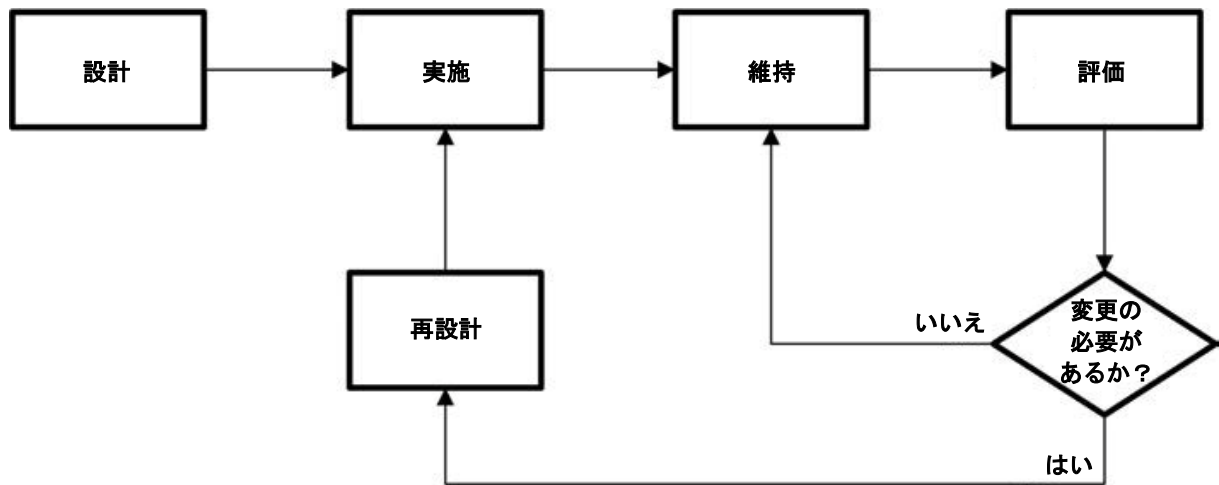 設計
実施
維持
評価
再設計
いいえ
変更の
必要が
あるか？
はい